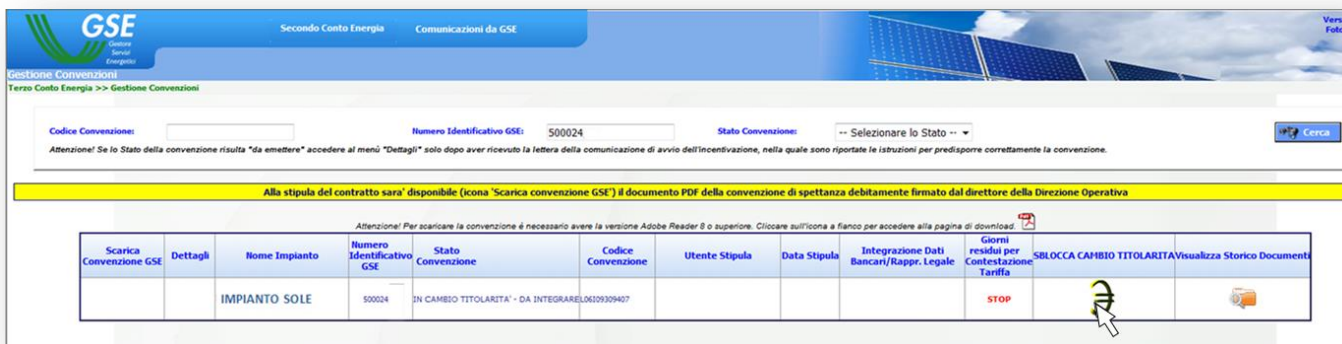 GSE
Gestore
Servizi
Energetici
Secondo Conto Energia Comunicazioni da GSE
Gestione Convenzioni
Terzo Conto Energia >> Gestione Convenzioni
Codice Convenzione: Numero Identificativo GSE: 500024 Stato Convenzione: -- Selezionare lo Stato -- Cerca
Attenzione! Se lo Stato della convenzione risulta "da emettere" accedere al menù "Dettagli" solo dopo aver ricevuto la lettera della comunicazione di avvio dell'incentivazione, nella quale sono riportate le istruzioni per predisporre correttamente la convenzione.
Alla stipula del contratto sara' disponibile (icona 'Scarica convenzione GSE') il documento PDF della convenzione di spettanza debitamente firmato dal direttore della Direzione Operativa
Attenzione! Per scaricare la convenzione é necessario avere la versione Adobe Reader 8 o superiore. Cliccare sull'icona a fianco per accedere alla pagina di download.
Scarica Convenzione GSE Dettagli Nome Impianto Numero Identificativo GSE Stato Convenzione Codice Convenzione Utente Stipula Data Stipula Integrazione Dati Bancari/Rappr. Legale Giorni residui per Contestazione Tariffa SBLOCCA CAMBIO TITOLARITA Visualizza Storico Documenti
IMPIANTO SOLE 500024 IN CAMBIO TITOLARITA' - DA INTEGRARE L06I09309407 STOP